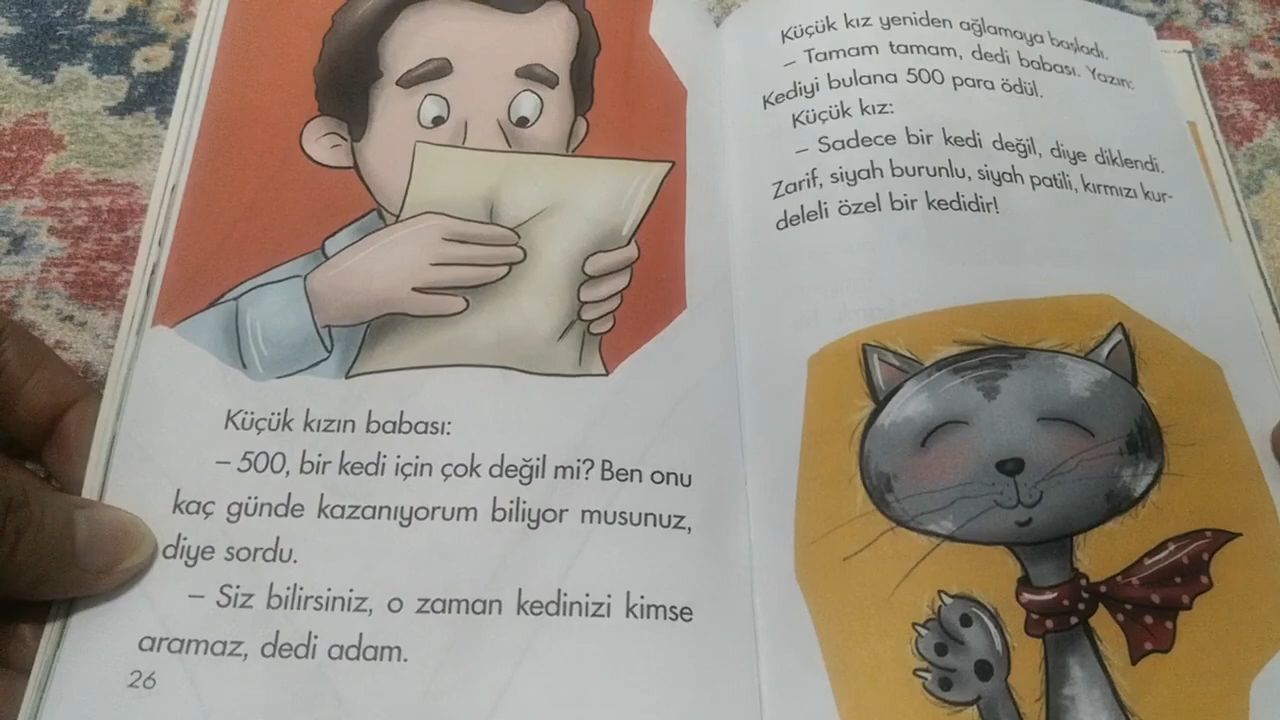 Küçük kızın babası:
– 500, bir kedi için çok değil mi? Ben onu
kaç günde kazanıyorum biliyor musunuz,
diye sordu.
– Siz bilirsiniz, o zaman kedinizi kimse
aramaz, dedi adam.
26
Küçük kız yeniden ağlamaya başladı.
– Tamam tamam, dedi babası. Yazın:
Kediyi bulana 500 para ödül.
Küçük kız:
– Sadece bir kedi değil, diye diklendi.
Zarif, siyah burunlu, siyah patili, kırmızı kur-
deleli özel bir kedidir!